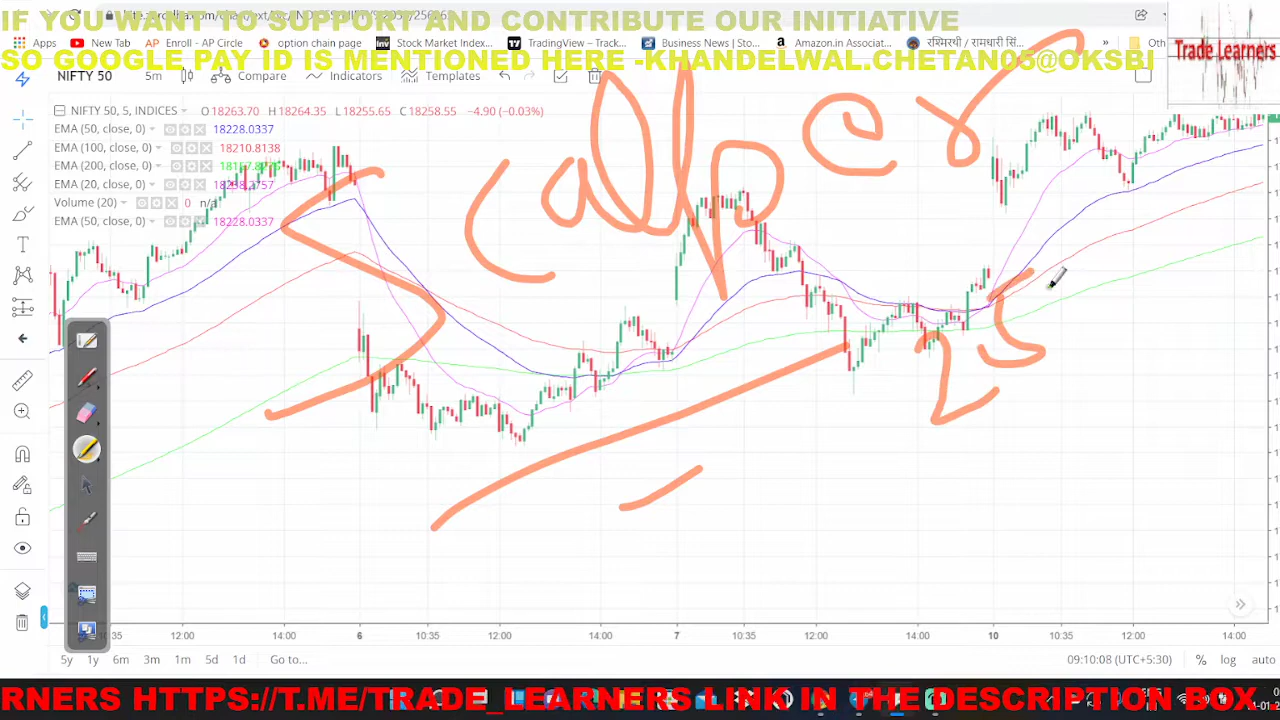 IF YOU WANT TO SUPPORT AND CONTRIBUTE OUR INITIATIVE
Apps New Tab AP Enroll - AP Circle option chain page Inv Stock Market Index... TradingView - Track... Business News | Sto... Amazon.in Associat... रश्मिरथी / रामधारी सिं... » Oth
SO GOOGLE PAY ID IS MENTIONED HERE -KHANDELWAL.CHETAN05@OKSBI
Trade Learners
NIFTY 50 5m Compare Indicators Templates
NIFTY 50, 5, INDICES O18263.70 H18264.35 L18255.65 C18258.55 −4.90 (−0.03%)
EMA (50, close, 0) 18228.0337
EMA (100, close, 0) 18210.8138
EMA (200, close, 0)
EMA (20, close, 0)
Volume (20) 0 n/a
EMA (50, close, 0) 18228.0337
25
12:00 14:00 6 10:35 12:00 14:00 7 10:35 12:00 14:00 10 10:35 12:00 14:00
5y 1y 6m 3m 1m 5d 1d Go to... 09:10:08 (UTC+5:30) % log auto
RNERS HTTPS://T.ME/TRADE_LEARNERS LINK IN THE DESCRIPTION BOX.